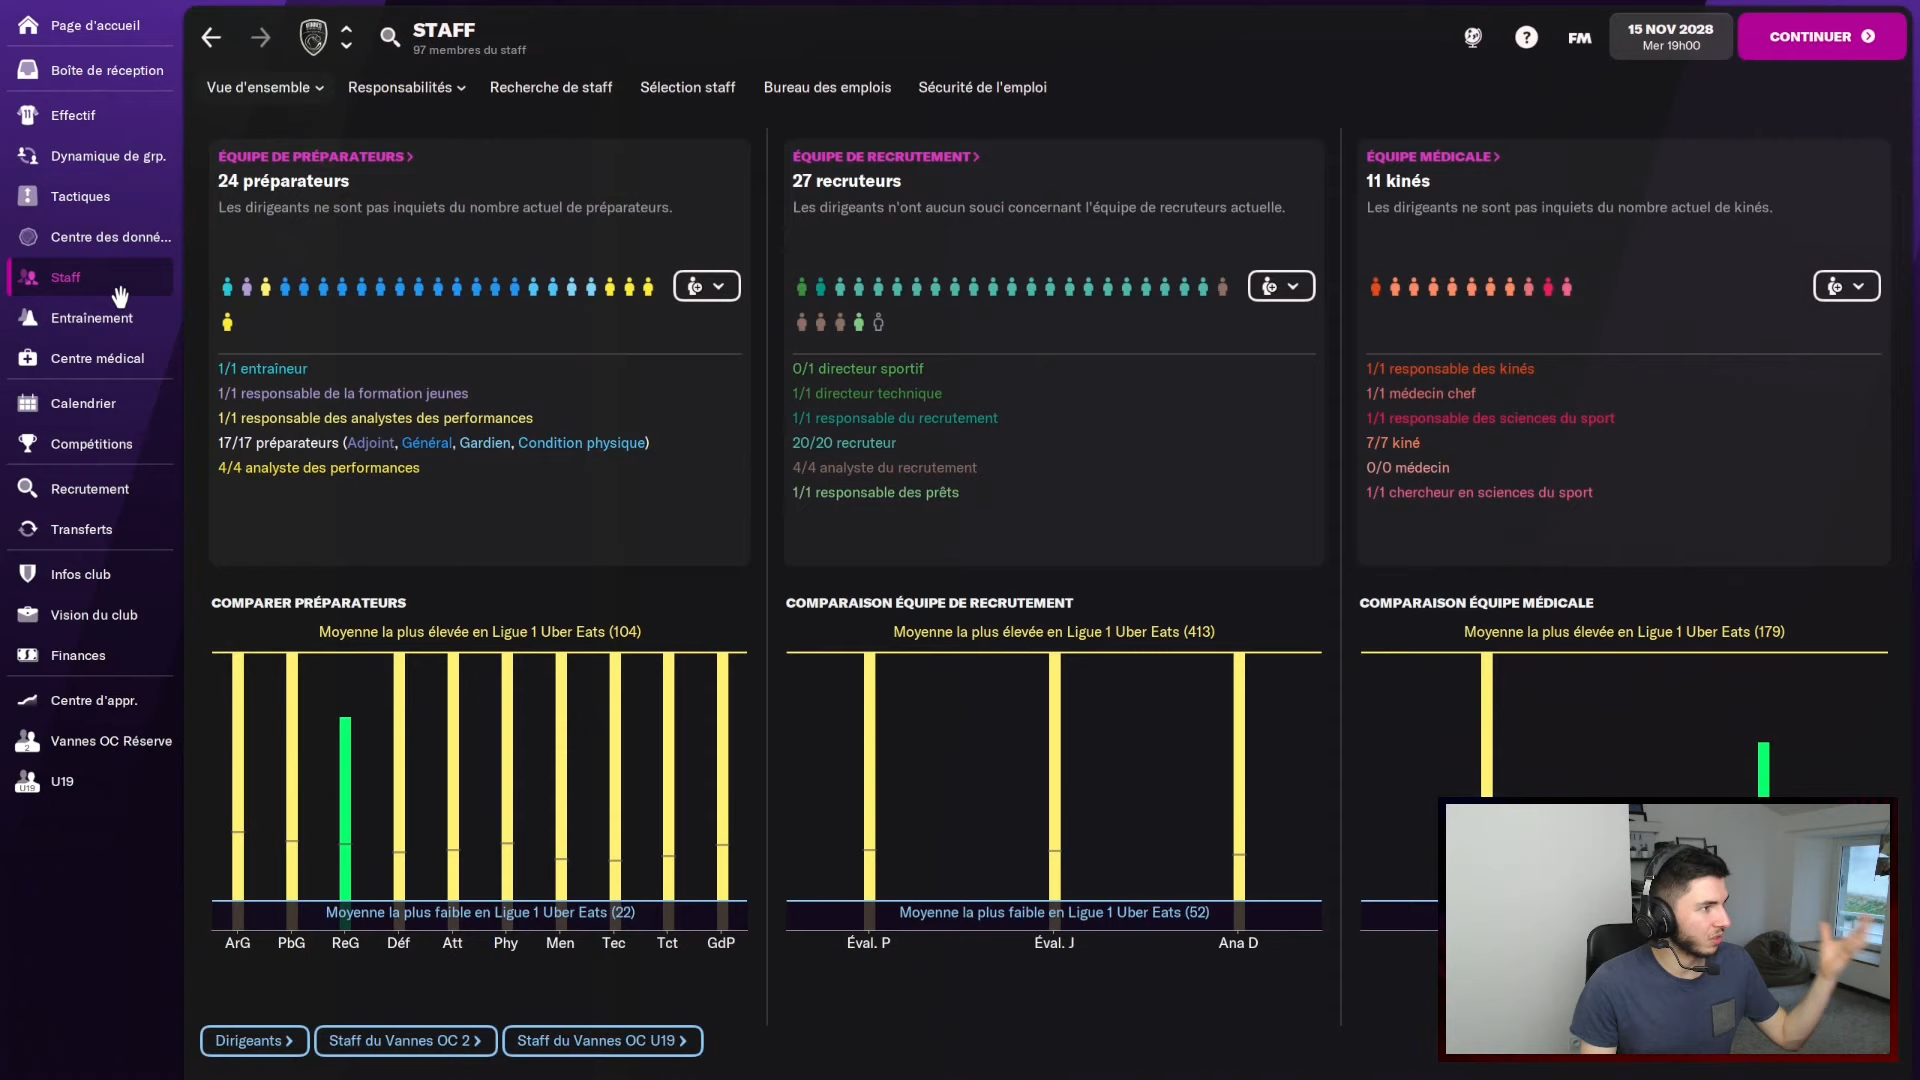 Page d'accueil
Boîte de réception
Effectif
Dynamique de grp.
Tactiques
Centre des donné...
Staff
Entraînement
Centre médical
Calendrier
Compétitions
Recrutement
Transferts
Infos club
Vision du club
Finances
Centre d'appr.
2
Vannes OC Réserve
U19
U19
STAFF
97 membres du staff
?
FM
15 NOV 2028
Mer 19h00
CONTINUER
Vue d'ensemble
Responsabilités
Recherche de staff
Sélection staff
Bureau des emplois
Sécurité de l'emploi
ÉQUIPE DE PRÉPARATEURS >
24 préparateurs
Les dirigeants ne sont pas inquiets du nombre actuel de préparateurs.
1/1 entraîneur
1/1 responsable de la formation jeunes
1/1 responsable des analystes des performances
17/17 préparateurs (Adjoint, Général, Gardien, Condition physique)
4/4 analyste des performances
ÉQUIPE DE RECRUTEMENT >
27 recruteurs
Les dirigeants n'ont aucun souci concernant l'équipe de recruteurs actuelle.
0/1 directeur sportif
1/1 directeur technique
1/1 responsable du recrutement
20/20 recruteur
4/4 analyste du recrutement
1/1 responsable des prêts
ÉQUIPE MÉDICALE >
11 kinés
Les dirigeants ne sont pas inquiets du nombre actuel de kinés.
1/1 responsable des kinés
1/1 médecin chef
1/1 responsable des sciences du sport
7/7 kiné
0/0 médecin
1/1 chercheur en sciences du sport
COMPARER PRÉPARATEURS
Moyenne la plus élevée en Ligue 1 Uber Eats (104)
Moyenne la plus faible en Ligue 1 Uber Eats (22)
ArG PbG ReG Déf Att Phy Men Tec Tct GdP
COMPARAISON ÉQUIPE DE RECRUTEMENT
Moyenne la plus élevée en Ligue 1 Uber Eats (413)
Moyenne la plus faible en Ligue 1 Uber Eats (52)
Éval. P Éval. J Ana D
COMPARAISON ÉQUIPE MÉDICALE
Moyenne la plus élevée en Ligue 1 Uber Eats (179)
Dirigeants >
Staff du Vannes OC 2 >
Staff du Vannes OC U19 >